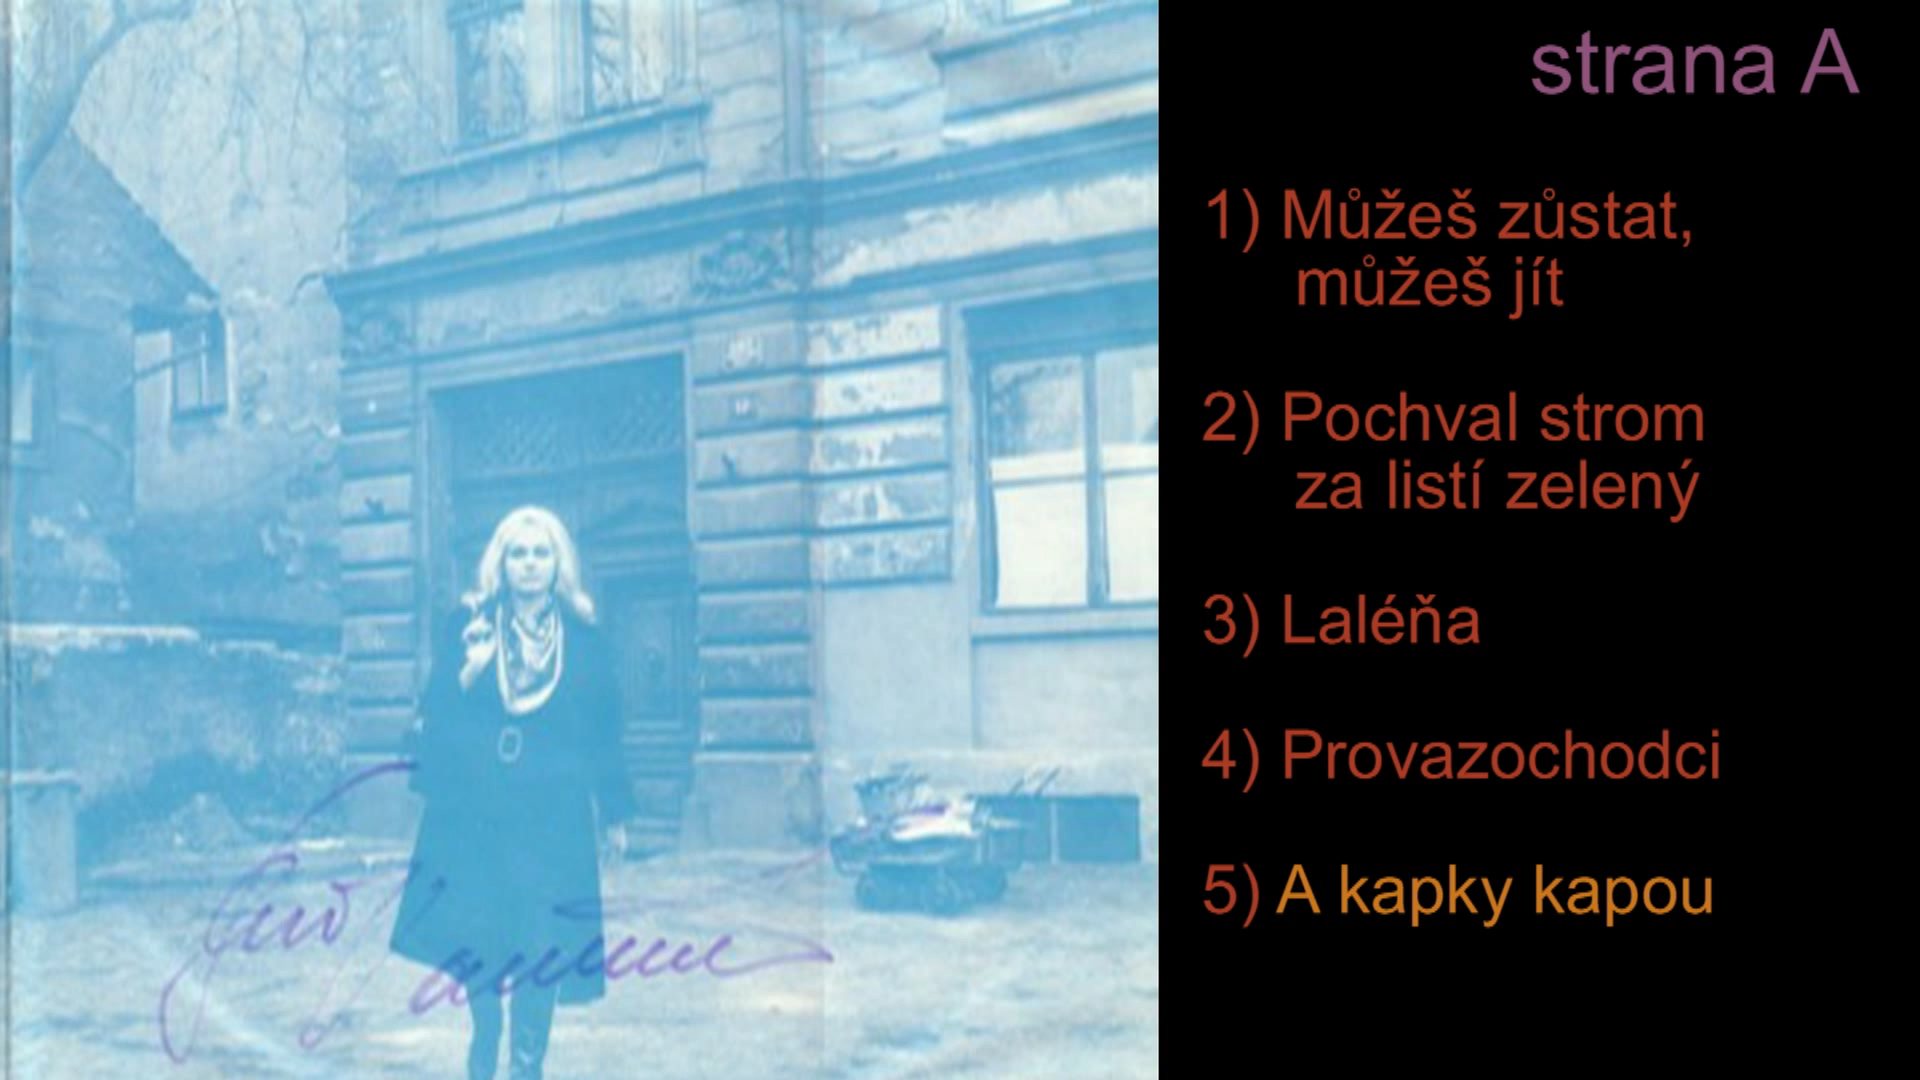 strana A
1) Můžeš zůstat,
můžeš jít
2) Pochval strom
za listí zelený
3) Laléňa
4) Provazochodci
5) A kapky kapou